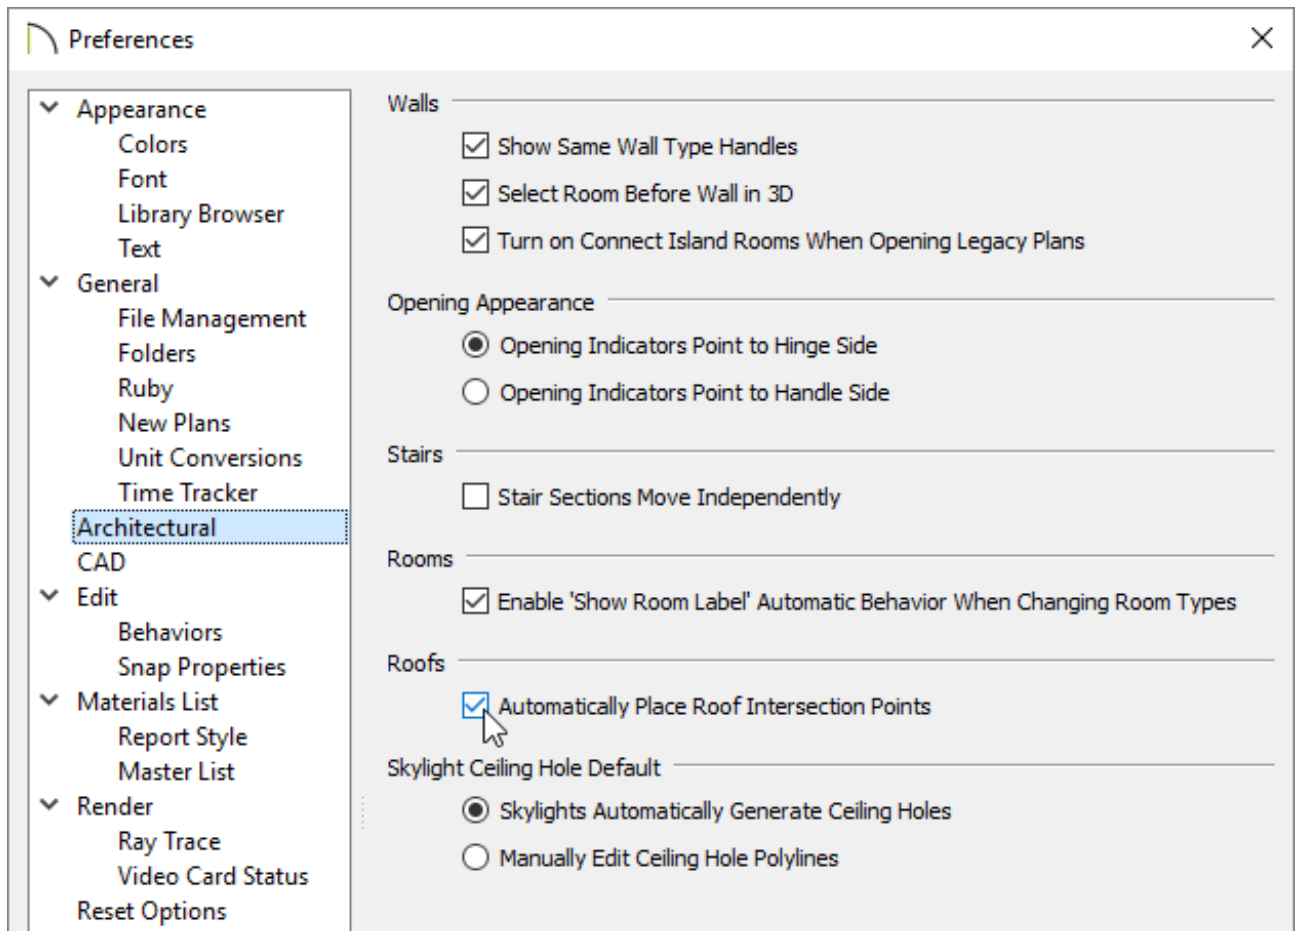 Preferences
Appearance
Colors
Font
Library Browser
Text
General
File Management
Folders
Ruby
New Plans
Unit Conversions
Time Tracker
Architectural
CAD
Edit
Behaviors
Snap Properties
Materials List
Report Style
Master List
Render
Ray Trace
Video Card Status
Reset Options
Walls
Show Same Wall Type Handles
Select Room Before Wall in 3D
Turn on Connect Island Rooms When Opening Legacy Plans
Opening Appearance
Opening Indicators Point to Hinge Side
Opening Indicators Point to Handle Side
Stairs
Stair Sections Move Independently
Rooms
Enable 'Show Room Label' Automatic Behavior When Changing Room Types
Roofs
Automatically Place Roof Intersection Points
Skylight Ceiling Hole Default
Skylights Automatically Generate Ceiling Holes
Manually Edit Ceiling Hole Polylines